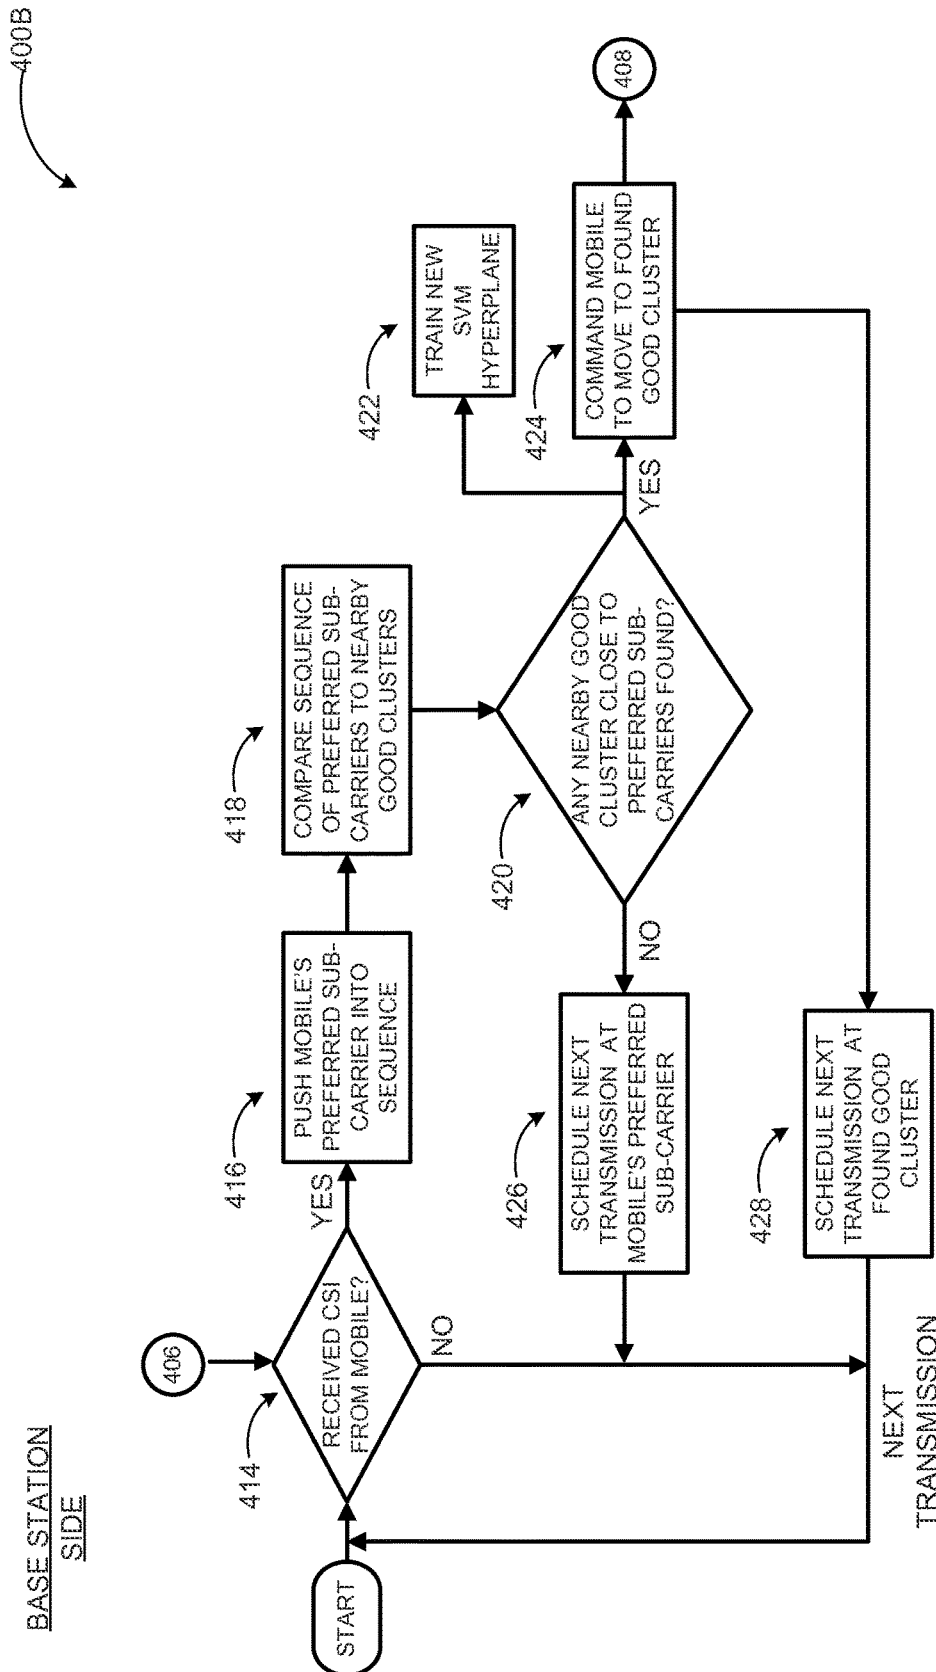 BASE STATION
SIDE
400B
START
406
414
RECEIVED CSI
FROM MOBILE?
YES
NO
416
PUSH MOBILE'S
PREFERRED SUB-
CARRIER INTO
SEQUENCE
418
COMPARE SEQUENCE
OF PREFERRED SUB-
CARRIERS TO NEARBY
GOOD CLUSTERS
420
ANY NEARBY GOOD
CLUSTER CLOSE TO
PREFERRED SUB-
CARRIERS FOUND?
YES
NO
422
TRAIN NEW
SVM
HYPERPLANE
424
COMMAND MOBILE
TO MOVE TO FOUND
GOOD CLUSTER
408
426
SCHEDULE NEXT
TRANSMISSION AT
MOBILE'S PREFERRED
SUB-CARRIER
428
SCHEDULE NEXT
TRANSMISSION AT
FOUND GOOD
CLUSTER
NEXT
TRANSMISSION